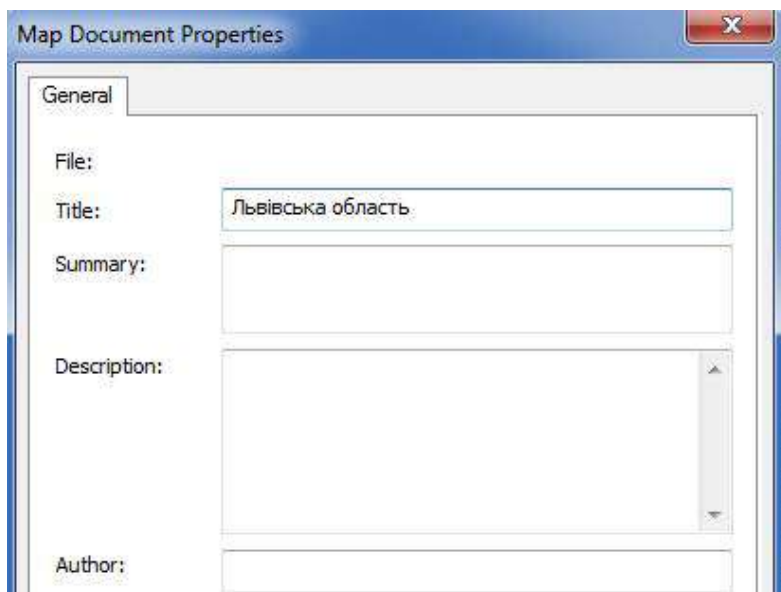 Map Document Properties
General
File:
Title: Львівська область
Summary:
Description:
Author: